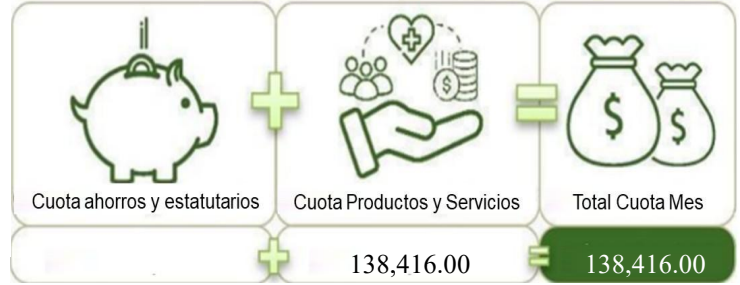 Cuota ahorros y estatutarios
Cuota Productos y Servicios
Total Cuota Mes
+
138,416.00
=
138,416.00